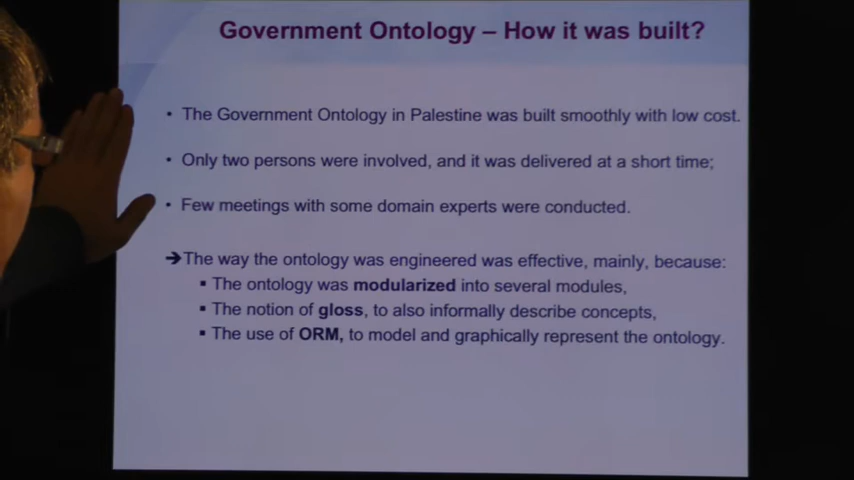 Government Ontology – How it was built?
• The Government Ontology in Palestine was built smoothly with low cost.
• Only two persons were involved, and it was delivered at a short time;
• Few meetings with some domain experts were conducted.
➔The way the ontology was engineered was effective, mainly, because:
▪ The ontology was modularized into several modules,
▪ The notion of gloss, to also informally describe concepts,
▪ The use of ORM, to model and graphically represent the ontology.